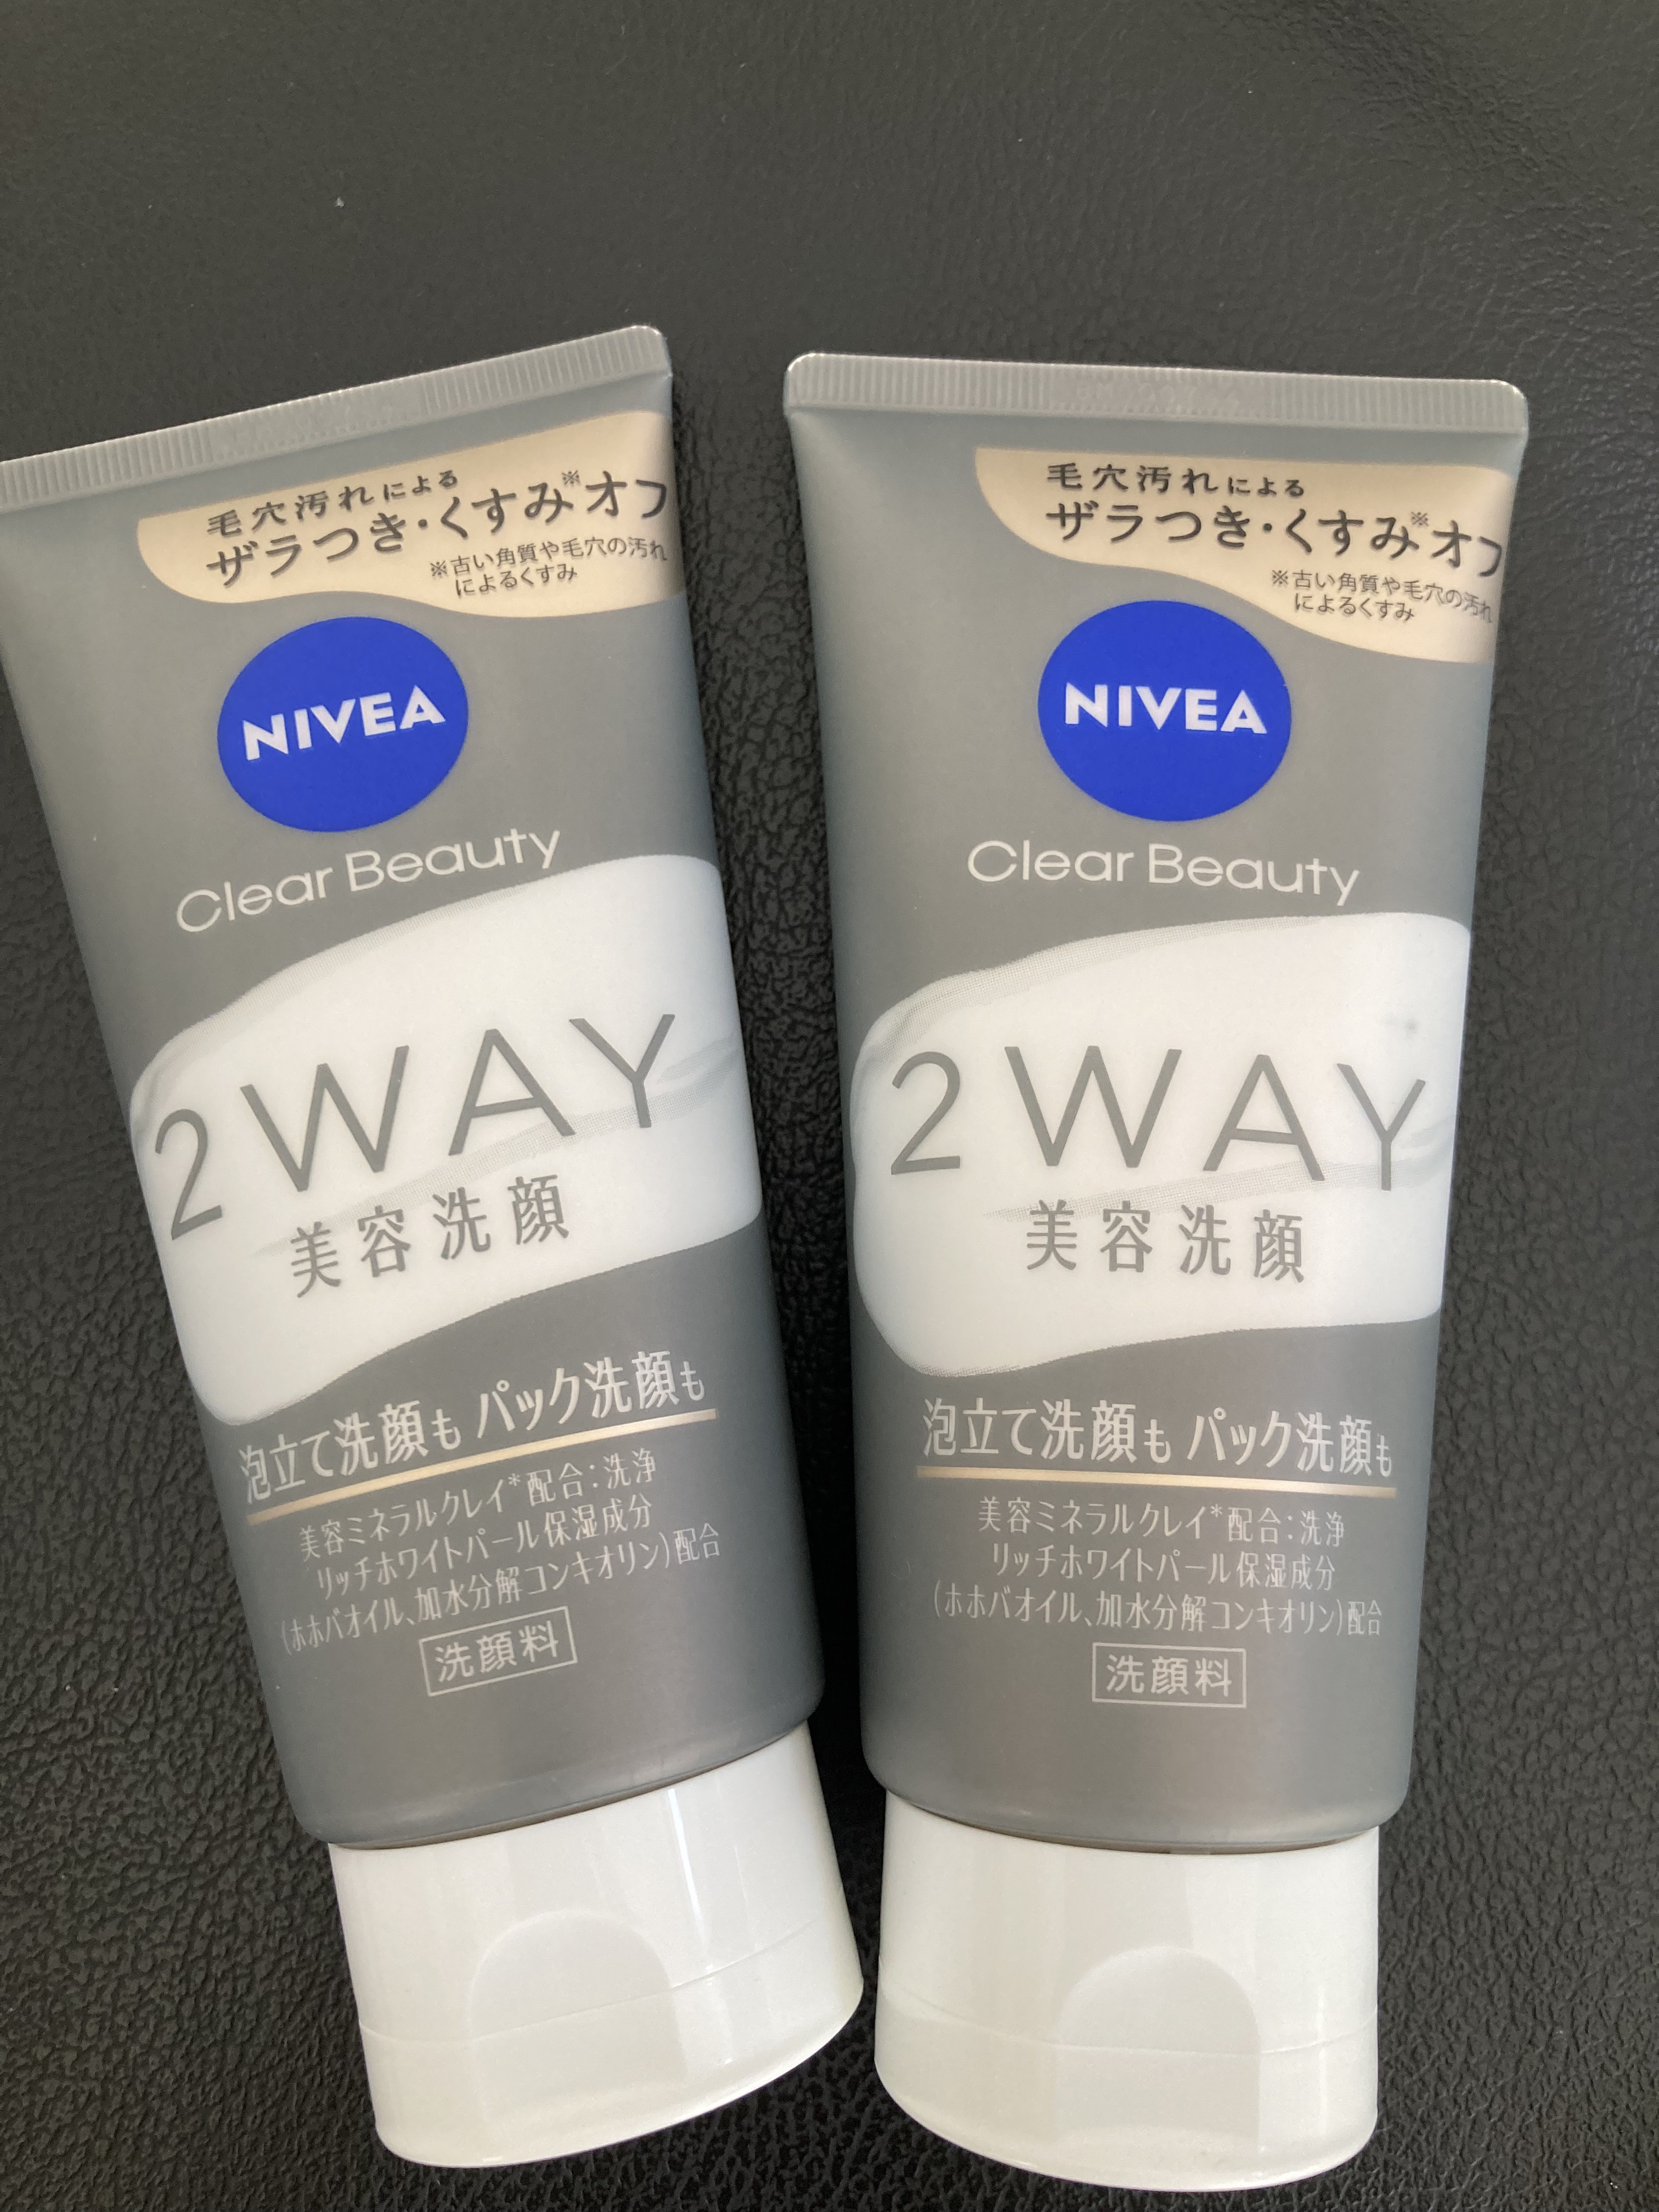 毛穴汚れによる
ザラつき・くすみ※オフ
※古い角質や毛穴の汚れ
によるくすみ
NIVEA
Clear Beauty
2WAY
美容洗顔
泡立て洗顔も パック洗顔も
美容ミネラルクレイ*配合：洗浄
リッチホワイトパール保湿成分
(ホホバオイル、加水分解コンキオリン)配合
洗顔料
毛穴汚れによる
ザラつき・くすみ※オフ
※古い角質や毛穴の汚れ
によるくすみ
NIVEA
Clear Beauty
2WAY
美容洗顔
泡立て洗顔も パック洗顔も
美容ミネラルクレイ*配合：洗浄
リッチホワイトパール保湿成分
(ホホバオイル、加水分解コンキオリン)配合
洗顔料